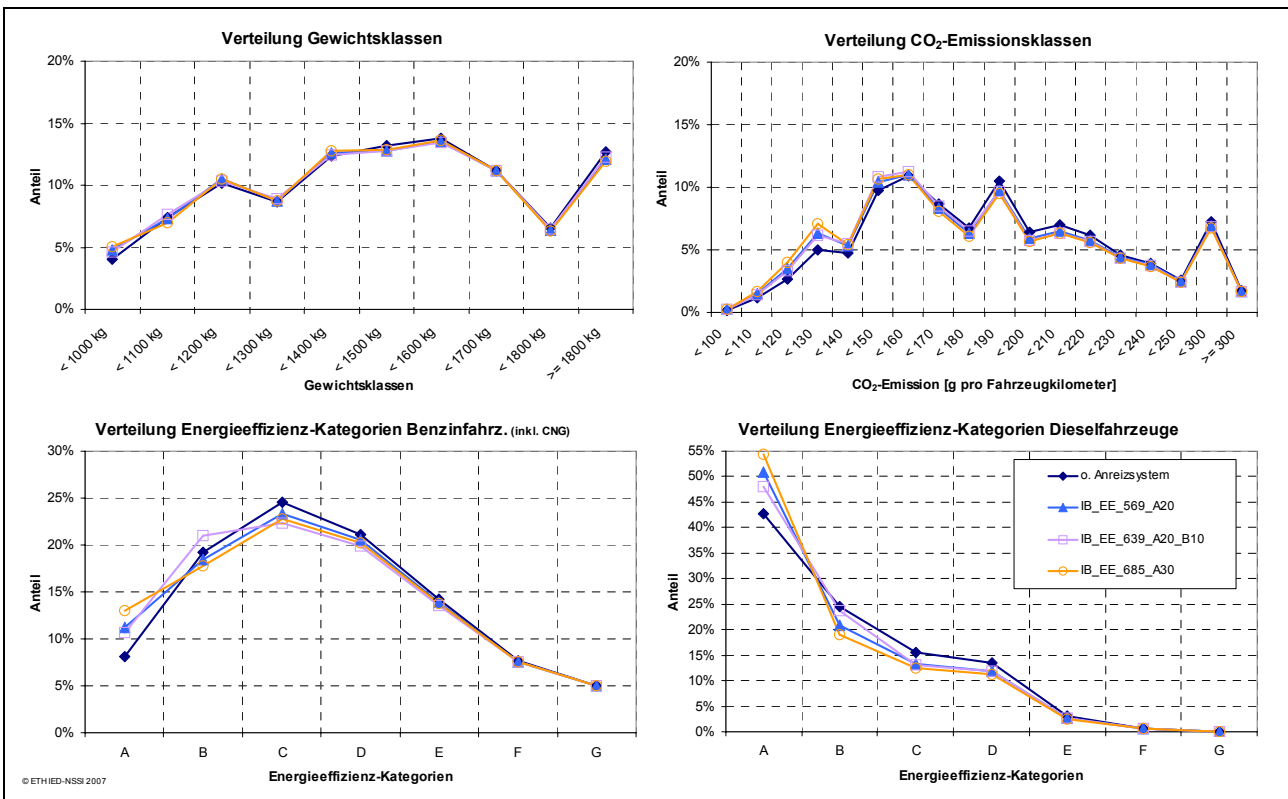 Verteilung Gewichtsklassen
20%
15%
10%
5%
0%
Anteil
< 1000 kg
< 1100 kg
< 1200 kg
< 1300 kg
< 1400 kg
< 1500 kg
< 1600 kg
< 1700 kg
< 1800 kg
>= 1800 kg
Gewichtsklassen
Verteilung CO₂-Emissionsklassen
20%
15%
10%
5%
0%
Anteil
< 100
< 110
< 120
< 130
< 140
< 150
< 160
< 170
< 180
< 190
< 200
< 210
< 220
< 230
< 240
< 250
< 300
>= 300
CO₂-Emission [g pro Fahrzeugkilometer]
Verteilung Energieeffizienz-Kategorien Benzinfahrz. (inkl. CNG)
30%
25%
20%
15%
10%
5%
0%
Anteil
A B C D E F G
Energieeffizienz-Kategorien
Verteilung Energieeffizienz-Kategorien Dieselfahrzeuge
55%
50%
45%
40%
35%
30%
25%
20%
15%
10%
5%
0%
Anteil
o. Anreizsystem
IB_EE_569_A20
IB_EE_639_A20_B10
IB_EE_685_A30
A B C D E F G
Energieeffizienz-Kategorien
© ETH IED-NSSI 2007